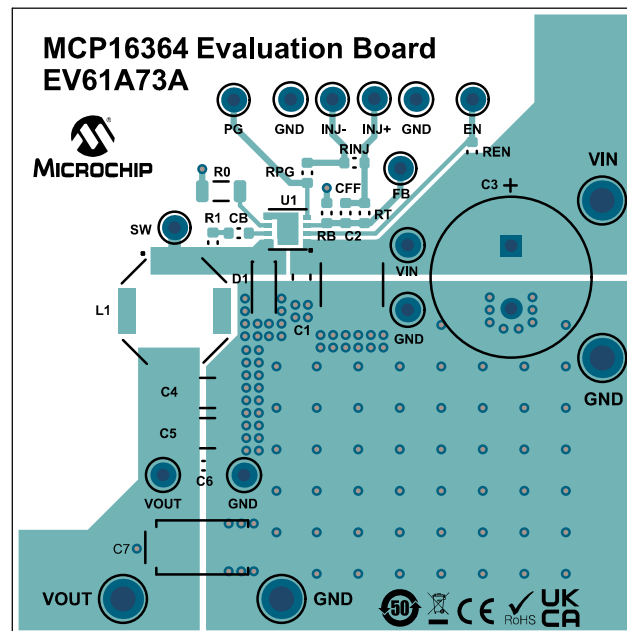 MCP16364 Evaluation Board
EV61A73A
MICROCHIP
PG GND INJ- INJ+ GND EN
RINJ REN
RPG VIN
R0 CFF FB C3 +
U1
R1 CB RT
SW RB C2
VIN
D1
L1
C1 GND
GND
C4
C5
C6
VOUT GND
C7
VOUT GND
50 CE RoHS UK
CA